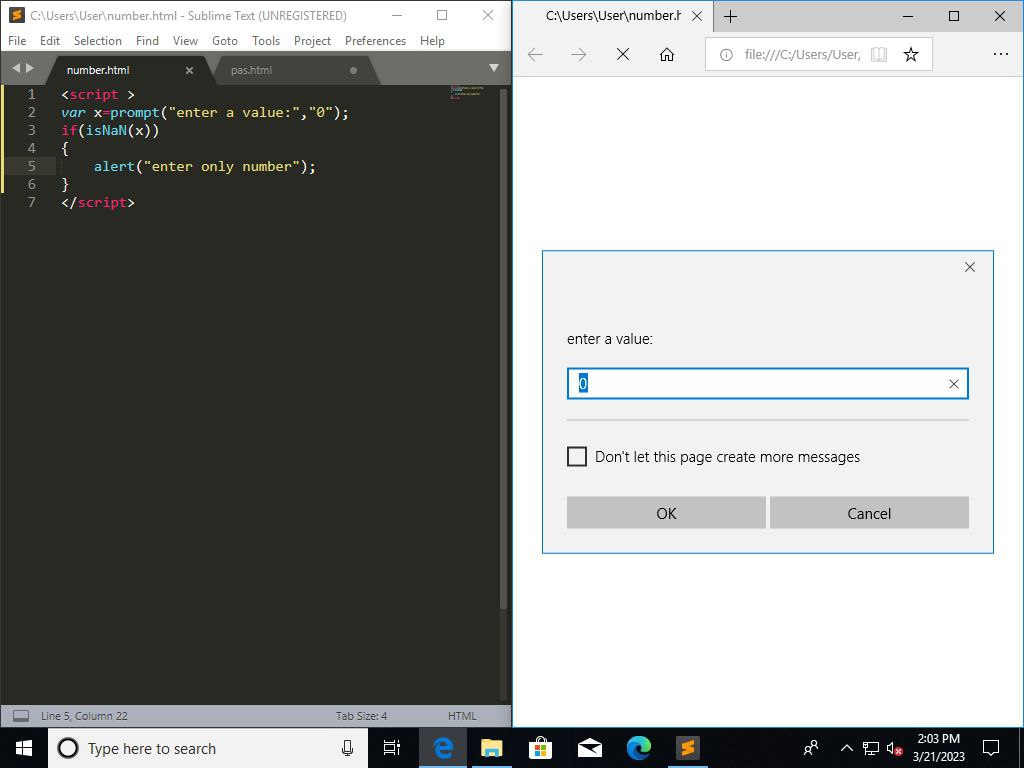 C:\Users\User\number.html - Sublime Text (UNREGISTERED)
File Edit Selection Find View Goto Tools Project Preferences Help
number.html
pas.html
1 <script >
2 var x=prompt("enter a value:","0");
3 if(isNaN(x))
4 {
5 alert("enter only number");
6 }
7 </script>
Line 5, Column 22
Tab Size: 4
HTML
C:\Users\User\number.h
file:///C:/Users/User,
enter a value:
0
Don't let this page create more messages
OK
Cancel
Type here to search
2:03 PM
3/21/2023